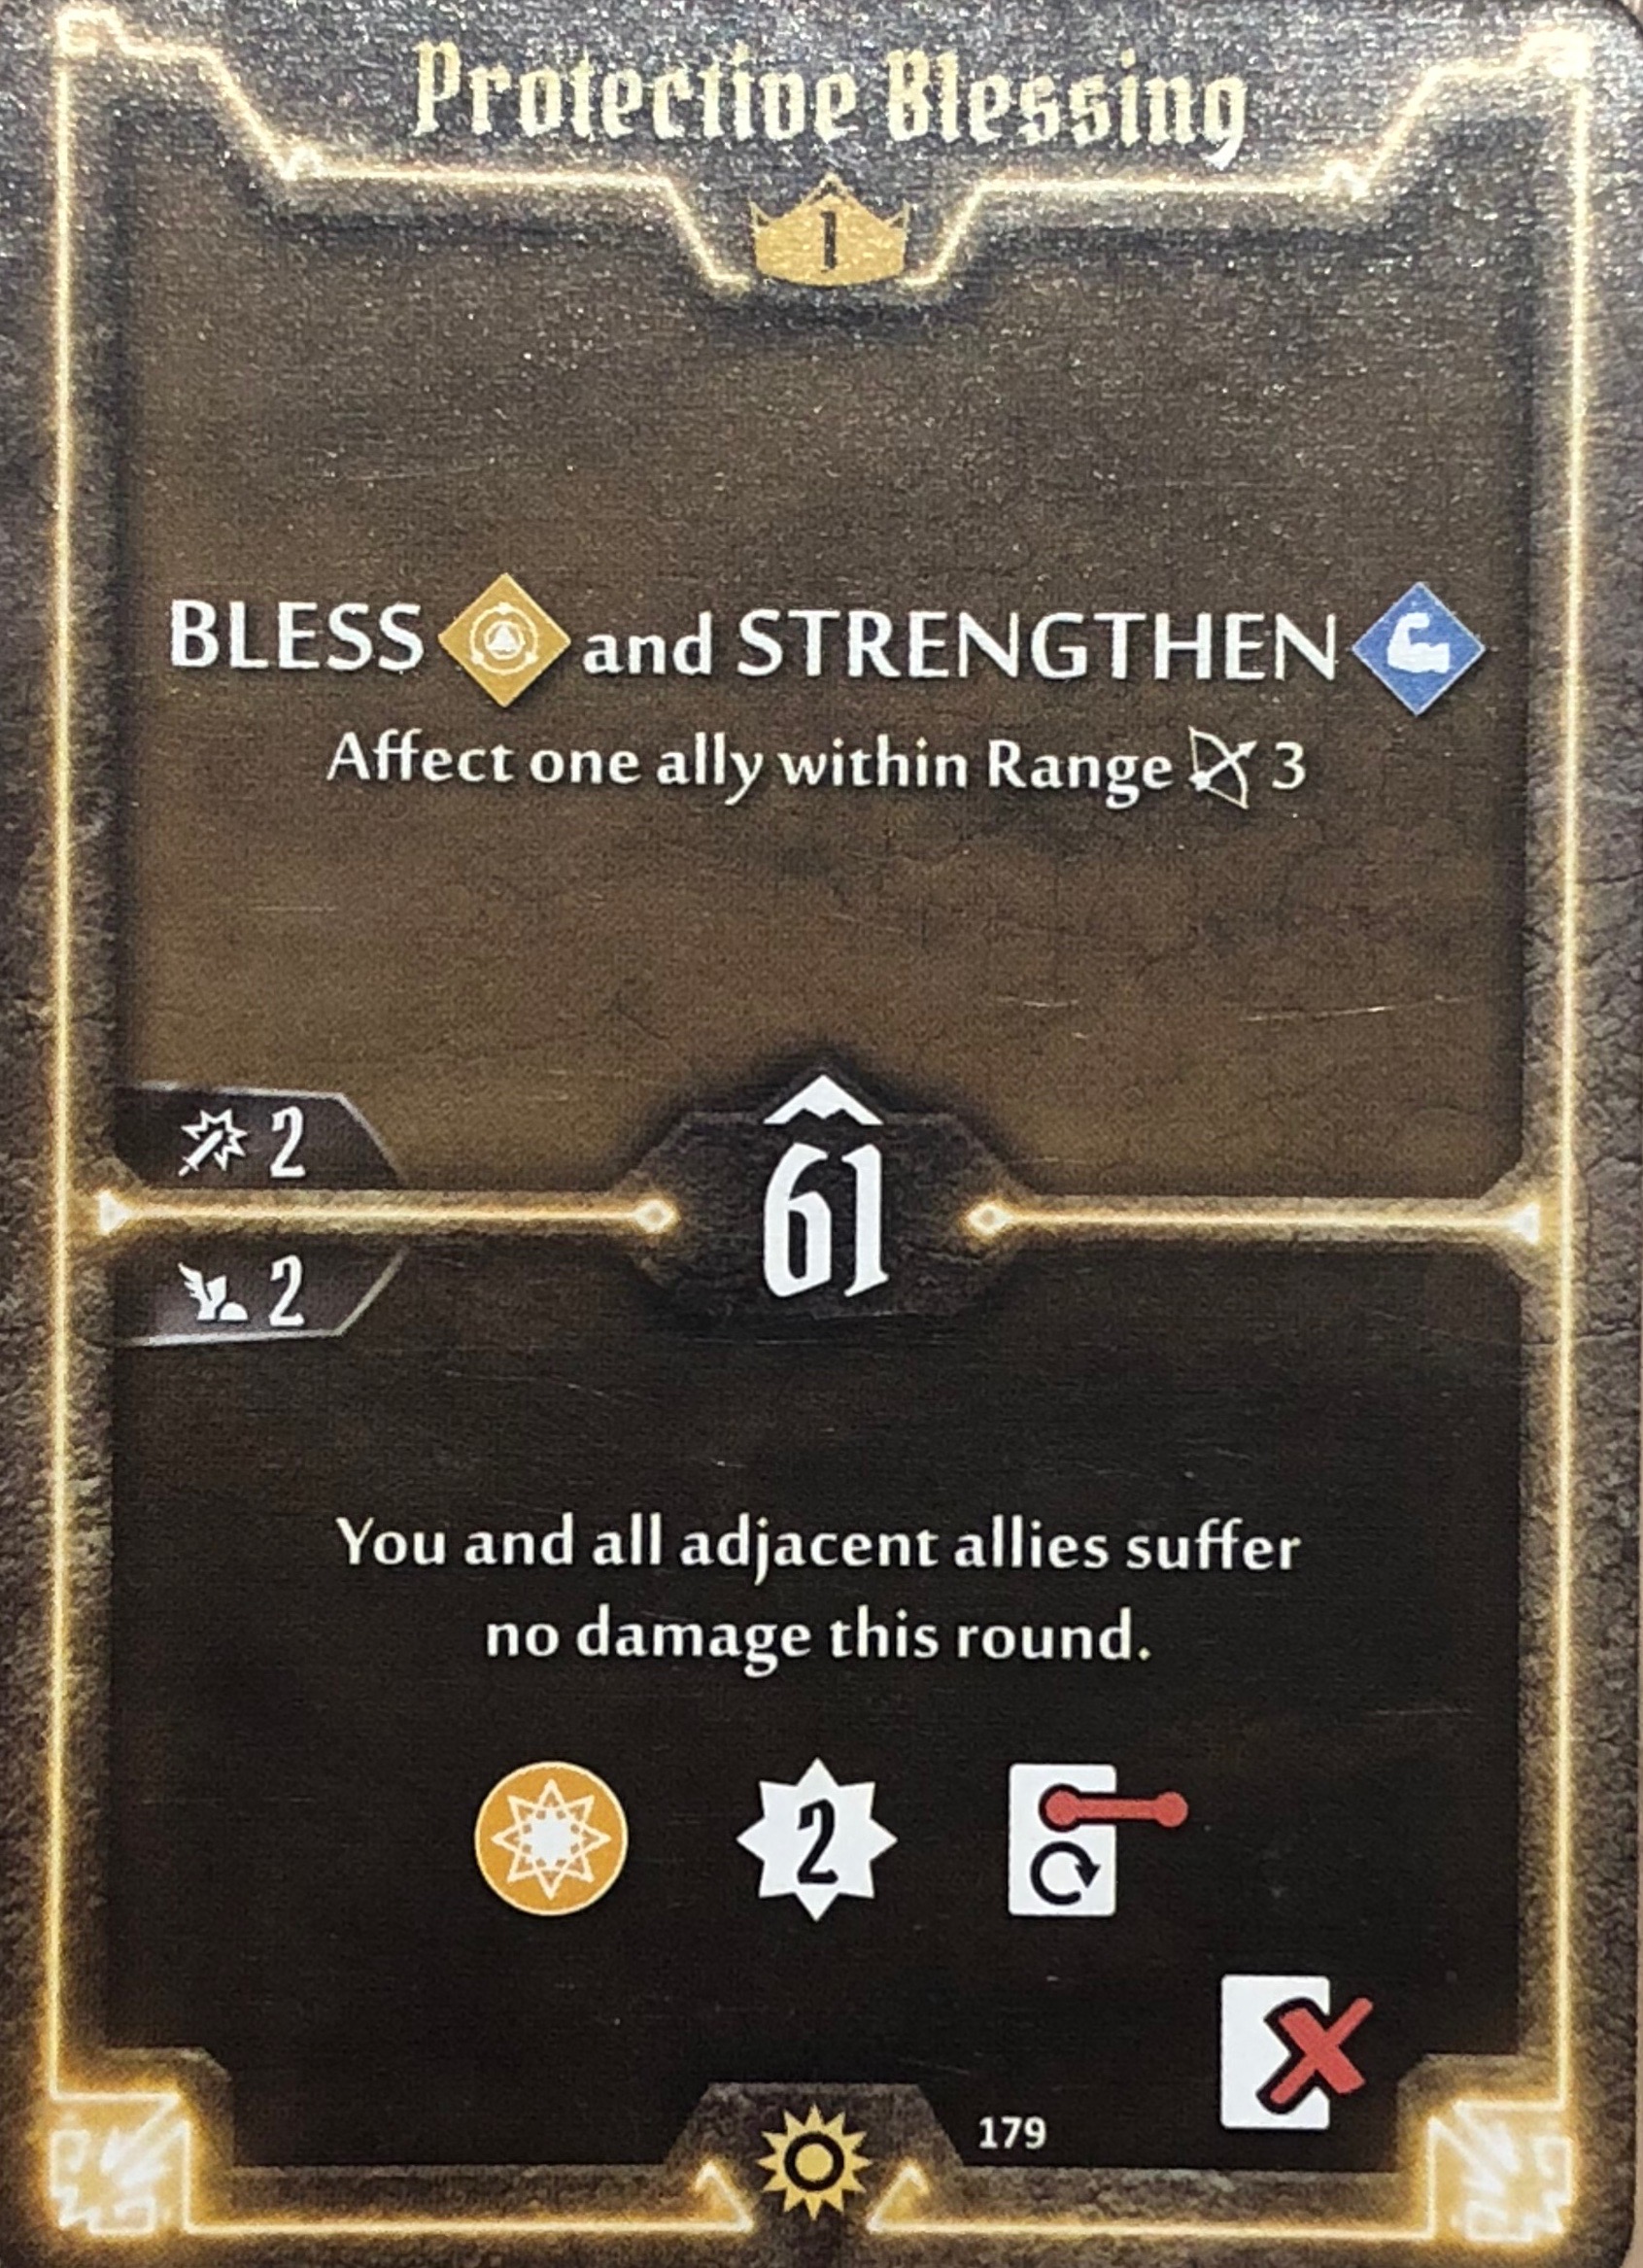 Protective Blessing
1
BLESS and STRENGTHEN
Affect one ally within Range 3
2
61
2
You and all adjacent allies suffer
no damage this round.
2
179